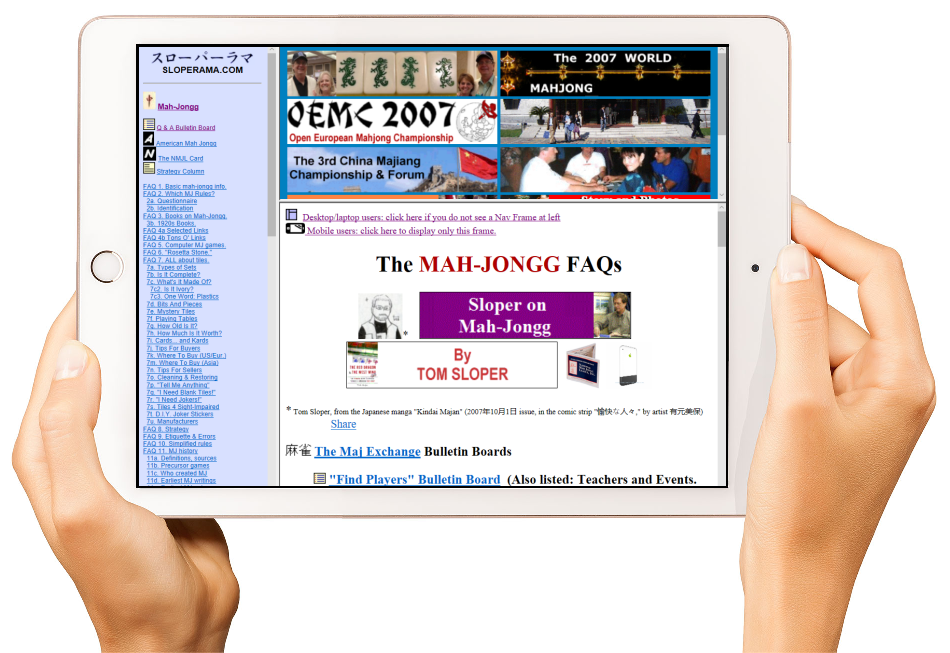 スローパーラマ
SLOPERAMA.COM
Mah-Jongg
Q & A Bulletin Board
American Mah Jongg
The NMJL Card
Strategy Column
FAQ 1. Basic mah-jongg info.
FAQ 2. Which MJ Rules?
2a. Questionnaire
2b. Identification
FAQ 3. Books on Mah-Jongg.
3b. 1920s Books.
FAQ 4a Selected Links
FAQ 4b Tons O' Links
FAQ 5. Computer MJ games.
FAQ 6. "Rosetta Stone."
FAQ 7. ALL about tiles.
7a. Types of Sets
7b. Is It Complete?
7c. What's It Made Of?
7c2. Is It Ivory?
7c3. One Word: Plastics
7d. Bits And Pieces
7e. Mystery Tiles
7f. Playing Tables
7g. How Old Is It?
7h. How Much Is It Worth?
7i. Cards... and Kards
7j. Tips For Buyers
7k. Where To Buy (US/Eur.)
7m. Where To Buy (Asia)
7n. Tips For Sellers
7o. Cleaning & Restoring
7p. "Tell Me Anything"
7q. "I Need Blank Tiles!"
7r. "I Need Jokers!"
7s. Tiles 4 Sight-impaired
7t. D.I.Y. Joker Stickers
7u. Manufacturers
FAQ 8. Strategy
FAQ 9. Etiquette & Errors
FAQ 10. Simplified rules
FAQ 11. MJ history
11a. Definitions, sources
11b. Precursor games
11c. Who created MJ
11d. Earliest MJ writings
The 2007 WORLD
MAHJONG
OEMC 2007
Open European Mahjong Championship
The 3rd China Majiang
Championship & Forum
Desktop/laptop users: click here if you do not see a Nav Frame at left
Mobile users: click here to display only this frame.
The MAH-JONGG FAQs
Sloper on
Mah-Jongg
*
By
TOM SLOPER
* Tom Sloper, from the Japanese manga "Kindai Majan" (2007年10月1日 issue, in the comic strip "愉快な人々," by artist 有元美保)
Share
麻雀 The Maj Exchange Bulletin Boards
"Find Players" Bulletin Board (Also listed: Teachers and Events.